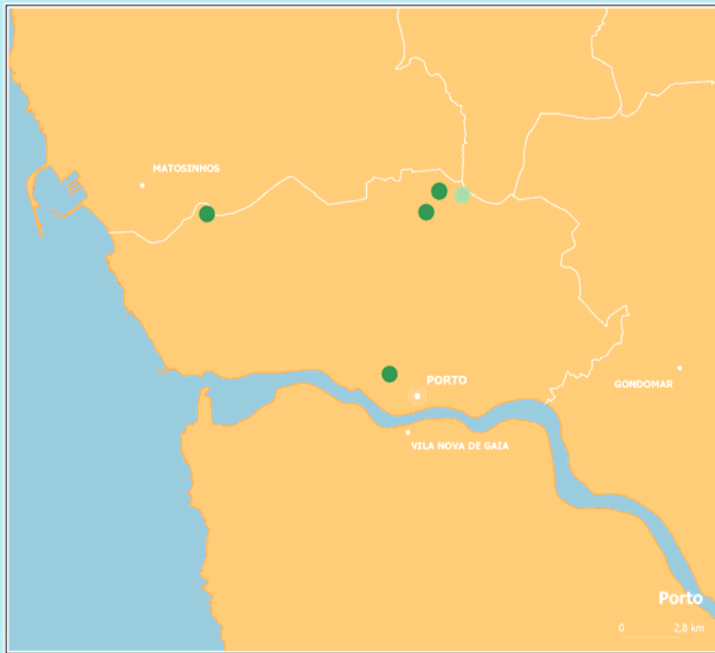 MATOSINHOS
PORTO
GONDOMAR
VILA NOVA DE GAIA
Porto
0 2,8 km